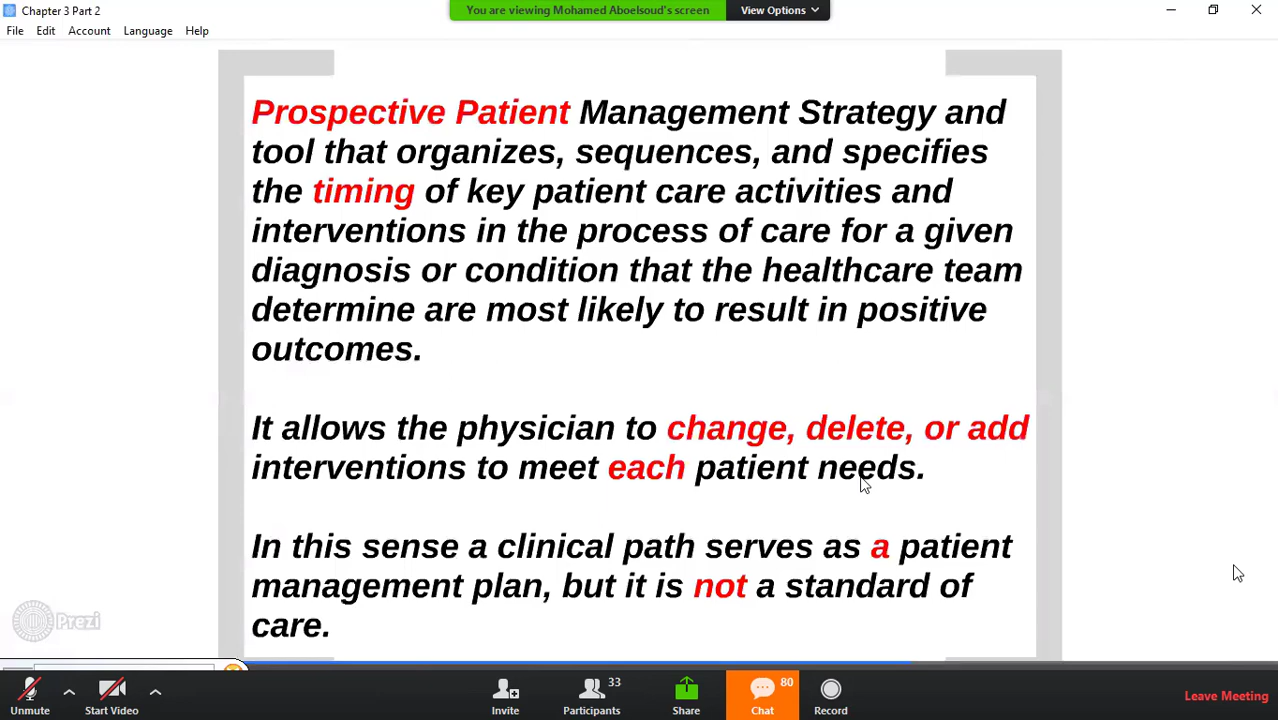 Chapter 3 Part 2
You are viewing Mohamed Aboelsoud's screen
View Options
File Edit Account Language Help
Prospective Patient Management Strategy and
tool that organizes, sequences, and specifies
the timing of key patient care activities and
interventions in the process of care for a given
diagnosis or condition that the healthcare team
determine are most likely to result in positive
outcomes.
It allows the physician to change, delete, or add
interventions to meet each patient needs.
In this sense a clinical path serves as a patient
management plan, but it is not a standard of
care.
Prezi
33
80
Unmute Start Video Invite Participants Share Chat Record Leave Meeting